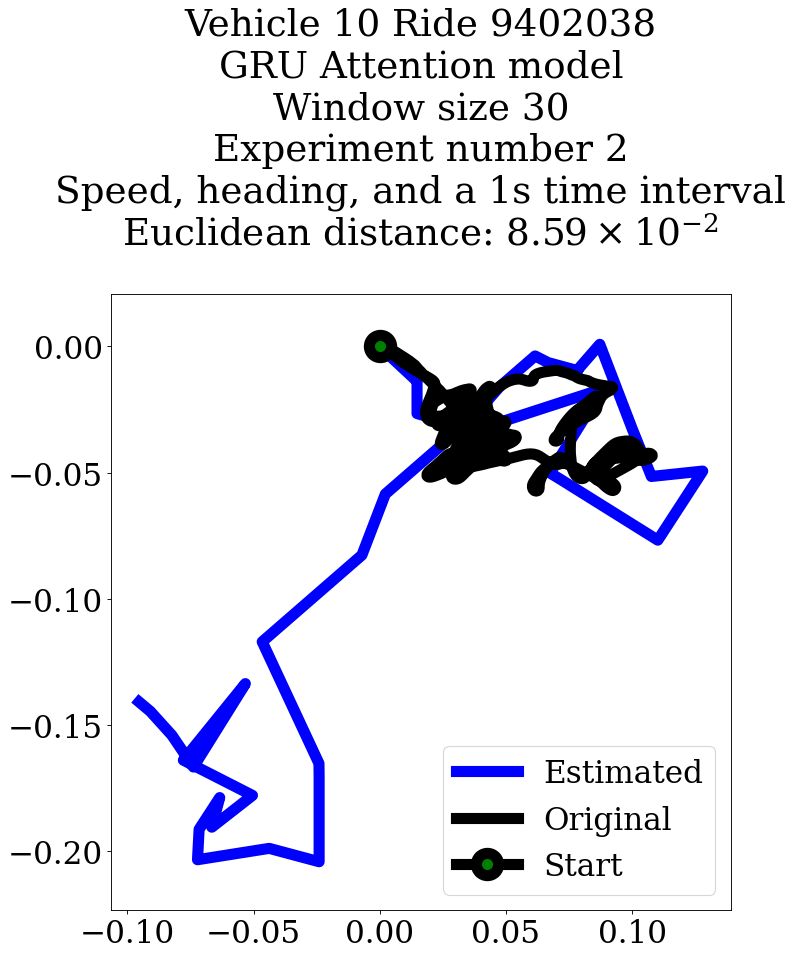 Vehicle 10 Ride 9402038
GRU Attention model
Window size 30
Experiment number 2
Speed, heading, and a 1s time interval
Euclidean distance: 8.59 × 10⁻²
0.00
−0.05
−0.10
−0.15
−0.20
Estimated
Original
Start
−0.10 −0.05 0.00 0.05 0.10